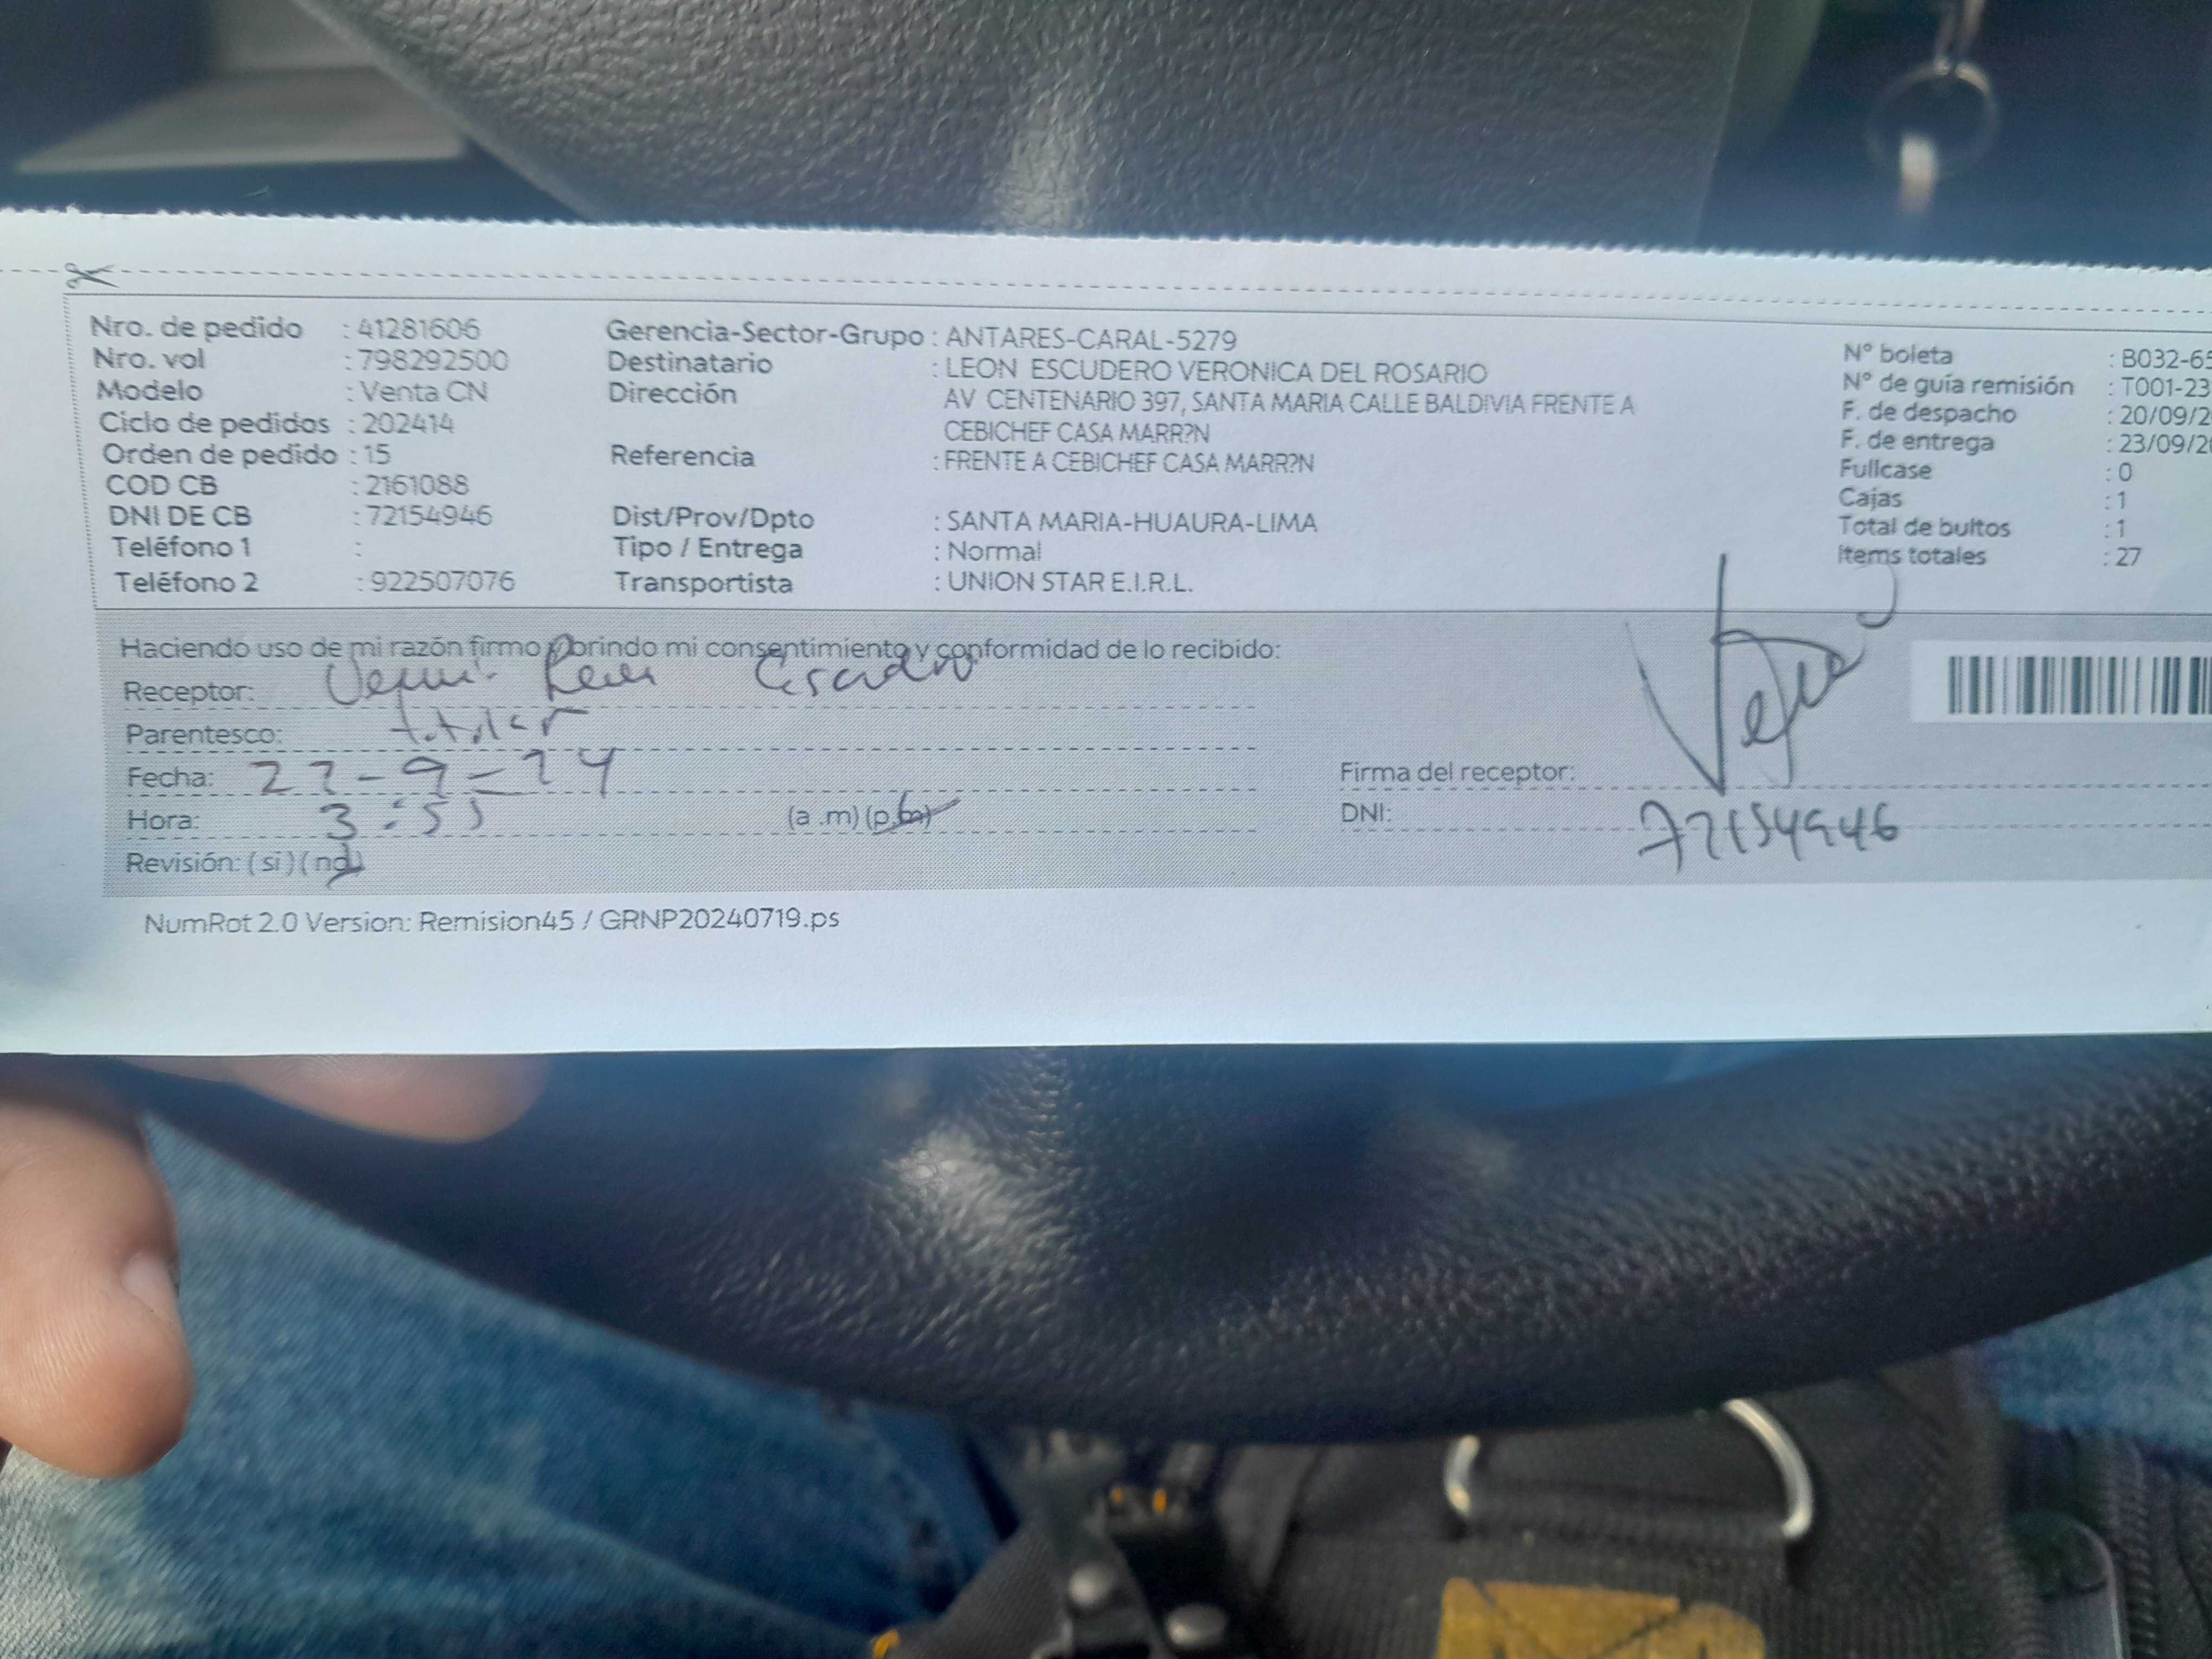 Nro. de pedido : 41281606
Nro. vol : 798292500
Modelo : Venta CN
Ciclo de pedidos : 202414
Orden de pedido : 15
COD CB : 2161088
DNI DE CB : 72154946
Teléfono 1 :
Teléfono 2 : 922507076
Gerencia-Sector-Grupo : ANTARES-CARAL-5279
Destinatario : LEON ESCUDERO VERONICA DEL ROSARIO
Dirección AV CENTENARIO 397, SANTA MARIA CALLE BALDIVIA FRENTE A
CEBICHEF CASA MARR?N
Referencia : FRENTE A CEBICHEF CASA MARR?N
Dist/Prov/Dpto : SANTA MARIA-HUAURA-LIMA
Tipo / Entrega : Normal
Transportista : UNION STAR E.I.R.L.
N° boleta : B032-65
N° de guía remisión : T001-23
F. de despacho : 20/09/2
F. de entrega : 23/09/2
Fullcase : 0
Cajas : 1
Total de bultos : 1
Items totales : 27
Haciendo uso de mi razón firmo brindo mi consentimiento y conformidad de lo recibido:
Receptor:
Parentesco: titular
Fecha:
Hora: 3:55 (a .m) (p.m)
Revisión: (si) (no)
Firma del receptor:
DNI: 72154946
NumRot 2.0 Version: Remision45 / GRNP20240719.ps